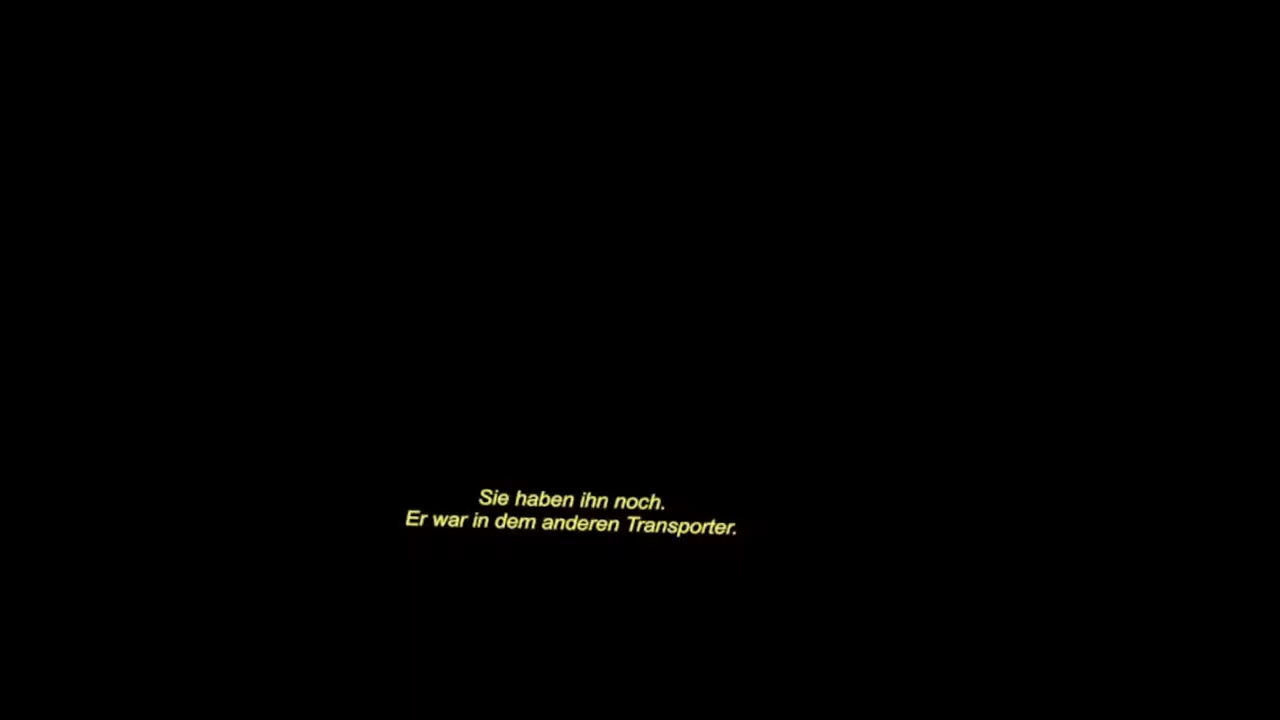 Sie haben ihn noch.
Er war in dem anderen Transporter.